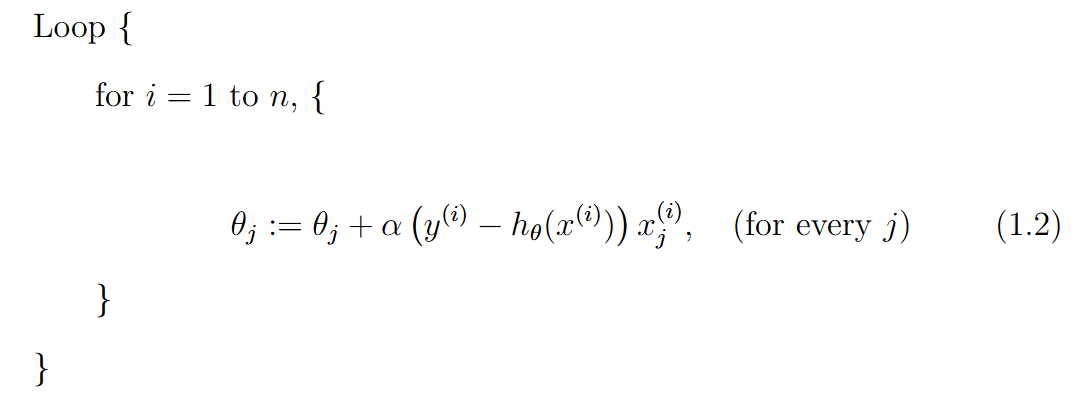 Loop {
for i = 1 to n, {
θ_j := θ_j + α (y^{(i)} − h_θ(x^{(i)})) x_j^{(i)}, (for every j) (1.2)
}
}